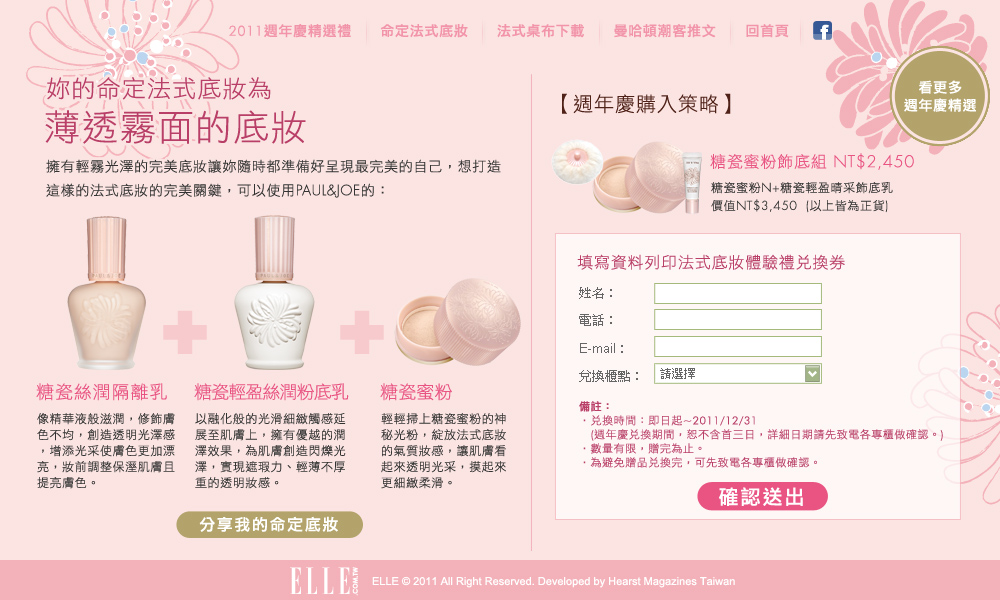 2011週年慶精選禮
命定法式底妝
法式桌布下載
曼哈頓潮客推文
回首頁
f
看更多
週年慶精選
妳的命定法式底妝為
薄透霧面的底妝
擁有輕霧光澤的完美底妝讓妳隨時都準備好呈現最完美的自己，想打造
這樣的法式底妝的完美關鍵，可以使用PAUL&JOE的：
糖瓷絲潤隔離乳
像精華液般滋潤，修飾膚
色不均，創造透明光澤感
，增添光采使膚色更加漂
亮，妝前調整保溼肌膚且
提亮膚色。
糖瓷輕盈絲潤粉底乳
以融化般的光滑細緻觸感延
展至肌膚上，擁有優越的潤
澤效果，為肌膚創造閃爍光
澤，實現遮瑕力、輕薄不厚
重的透明妝感。
糖瓷蜜粉
輕輕掃上糖瓷蜜粉的神
秘光粉，綻放法式底妝
的氣質妝感，讓肌膚看
起來透明光采，摸起來
更細緻柔滑。
分享我的命定底妝
【週年慶購入策略】
糖瓷蜜粉飾底組 NT$2,450
糖瓷蜜粉N+糖瓷輕盈晴采飾底乳
價值NT$3,450 (以上皆為正貨)
填寫資料列印法式底妝體驗禮兌換券
姓名：
電話：
E-mail：
兌換櫃點：
請選擇
備註：
．兌換時間：即日起~2011/12/31
(週年慶兌換期間，恕不含首三日，詳細日期請先致電各專櫃做確認。)
．數量有限，贈完為止。
．為避免贈品兌換完，可先致電各專櫃做確認。
確認送出
ELLE.COM.TW
ELLE © 2011 All Right Reserved. Developed by Hearst Magazines Taiwan